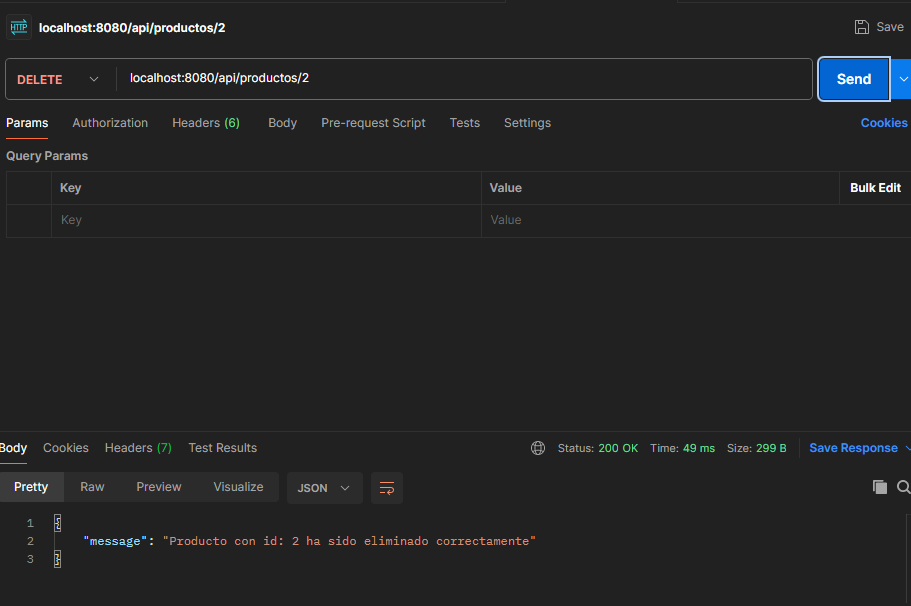 HTTP localhost:8080/api/productos/2 Save
DELETE localhost:8080/api/productos/2 Send
Params Authorization Headers (6) Body Pre-request Script Tests Settings Cookies
Query Params
Key Value Bulk Edit
Key Value
Body Cookies Headers (7) Test Results Status: 200 OK Time: 49 ms Size: 299 B Save Response
Pretty Raw Preview Visualize JSON
1 {
2 "message": "Producto con id: 2 ha sido eliminado correctamente"
3 }